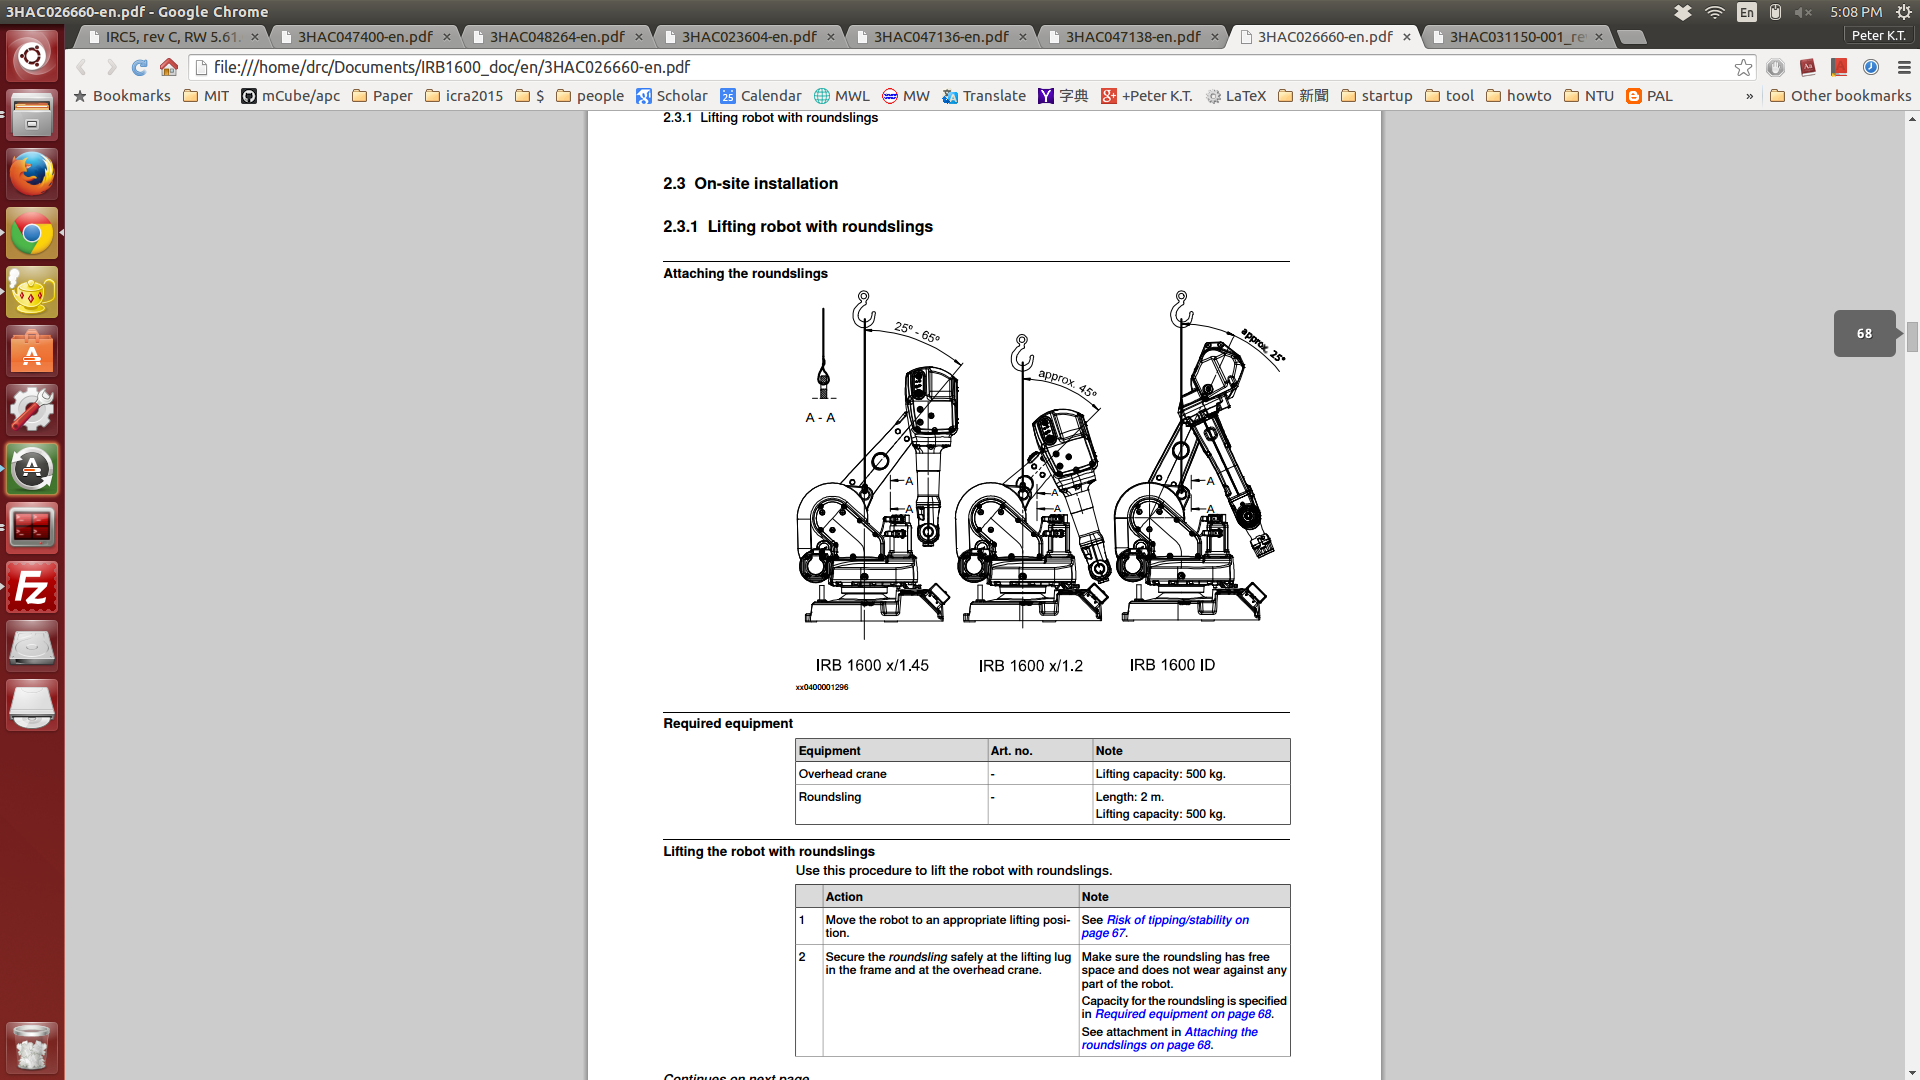 3HAC026660-en.pdf - Google Chrome
En
5:08 PM
IRC5, rev C, RW 5.61
3HAC047400-en.pdf
3HAC048264-en.pdf
3HAC023604-en.pdf
3HAC047136-en.pdf
3HAC047138-en.pdf
3HAC026660-en.pdf
3HAC031150-001_re
Peter K.T.
file:///home/drc/Documents/IRB1600_doc/en/3HAC026660-en.pdf
Bookmarks
MIT
mCube/apc
Paper
icra2015
$
people
Scholar
25 Calendar
MWL
MW
Translate
Y 字典
+Peter K.T.
LaTeX
新聞
startup
tool
howto
NTU
PAL
»
Other bookmarks
2.3.1 Lifting robot with roundslings
2.3 On-site installation
2.3.1 Lifting robot with roundslings
Attaching the roundslings
25° - 65°
approx. 45°
approx. 25°
A - A
A
A
A
A
A
A
IRB 1600 x/1.45
IRB 1600 x/1.2
IRB 1600 ID
xx0400001296
68
Required equipment
Equipment Art. no. Note
Overhead crane - Lifting capacity: 500 kg.
Roundsling - Length: 2 m.
Lifting capacity: 500 kg.
Lifting the robot with roundslings
Use this procedure to lift the robot with roundslings.
Action Note
1 Move the robot to an appropriate lifting posi-
tion.
See Risk of tipping/stability on
page 67.
2 Secure the roundsling safely at the lifting lug
in the frame and at the overhead crane.
Make sure the roundsling has free
space and does not wear against any
part of the robot.
Capacity for the roundsling is specified
in Required equipment on page 68.
See attachment in Attaching the
roundslings on page 68.
Continues on next page
Fz